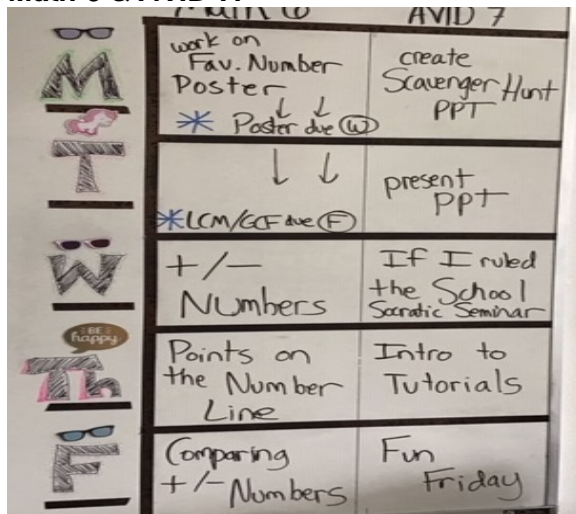 Math 6
AVID 7
M
work on
Fav. Number
Poster
* Poster due W
create
Scavenger Hunt
PPT
T
*LCM/GCF due F
present
PPT
W
+/-
Numbers
If I ruled
the School
Socratic Seminar
BE
happy
Th
Points on
the Number
Line
Intro to
Tutorials
F
Comparing
+/- Numbers
Fun
Friday